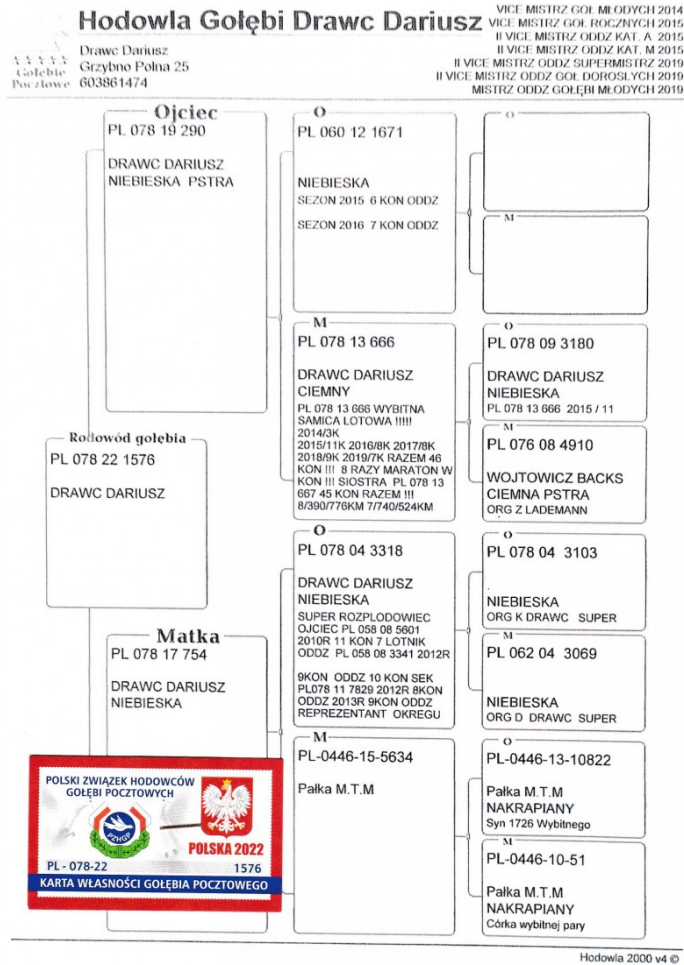 Hodowla Gołębi Drawc Dariusz
VICE MISTRZ GOŁ MŁODYCH 2014
VICE MISTRZ GOŁ ROCZNYCH 2015
II VICE MISTRZ ODDZ KAT. A 2015
II VICE MISTRZ ODDZ KAT. M 2015
II VICE MISTRZ ODDZ SUPERMISTRZ 2019
II VICE MISTRZ ODDZ GOŁ DOROSŁYCH 2019
MISTRZ ODDZ GOŁĘBI MŁODYCH 2019
Gołębie
Pocztowe
Drawc Dariusz
Grzybno Polna 25
603861474
Ojciec
PL 078 19 290
DRAWC DARIUSZ
NIEBIESKA PSTRA
O
PL 060 12 1671
NIEBIESKA
SEZON 2015 6 KON ODDZ
SEZON 2016 7 KON ODDZ
O
M
M
PL 078 13 666
DRAWC DARIUSZ
CIEMNY
PL 078 13 666 WYBITNA
SAMICA LOTOWA !!!!!
2014/3K
2015/11K 2016/8K 2017/8K
2018/9K 2019/7K RAZEM 46
KON !!! 8 RAZY MARATON W
KON !!! SIOSTRA PL 078 13
667 45 KON RAZEM !!!
8/390/776KM 7/740/524KM
O
PL 078 09 3180
DRAWC DARIUSZ
NIEBIESKA
PL 078 13 666 2015 / 11
M
PL 076 08 4910
WOJTOWICZ BACKS
CIEMNA PSTRA
ORG Z LADEMANN
Rodowód gołębia
PL 078 22 1576
DRAWC DARIUSZ
Matka
PL 078 17 754
DRAWC DARIUSZ
NIEBIESKA
O
PL 078 04 3318
DRAWC DARIUSZ
NIEBIESKA
SUPER ROZPLODOWIEC
OJCIEC PL 058 08 5601
2010R 11 KON 7 LOTNIK
ODDZ PL 058 08 3341 2012R
9KON ODDZ 10 KON SEK
PL078 11 7829 2012R 8KON
ODDZ 2013R 9KON ODDZ
REPREZENTANT OKREGU
O
PL 078 04 3103
NIEBIESKA
ORG K DRAWC SUPER
M
PL 062 04 3069
NIEBIESKA
ORG D DRAWC SUPER
M
PL-0446-15-5634
Pałka M.T.M
O
PL-0446-13-10822
Pałka M.T.M
NAKRAPIANY
Syn 1726 Wybitnego
M
PL-0446-10-51
Pałka M.T.M
NAKRAPIANY
Córka wybitnej pary
POLSKI ZWIĄZEK HODOWCÓW
GOŁĘBI POCZTOWYCH
PZHGP
POLSKA 2022
PL - 078-22 1576
KARTA WŁASNOŚCI GOŁĘBIA POCZTOWEGO
Hodowla 2000 v4 ©